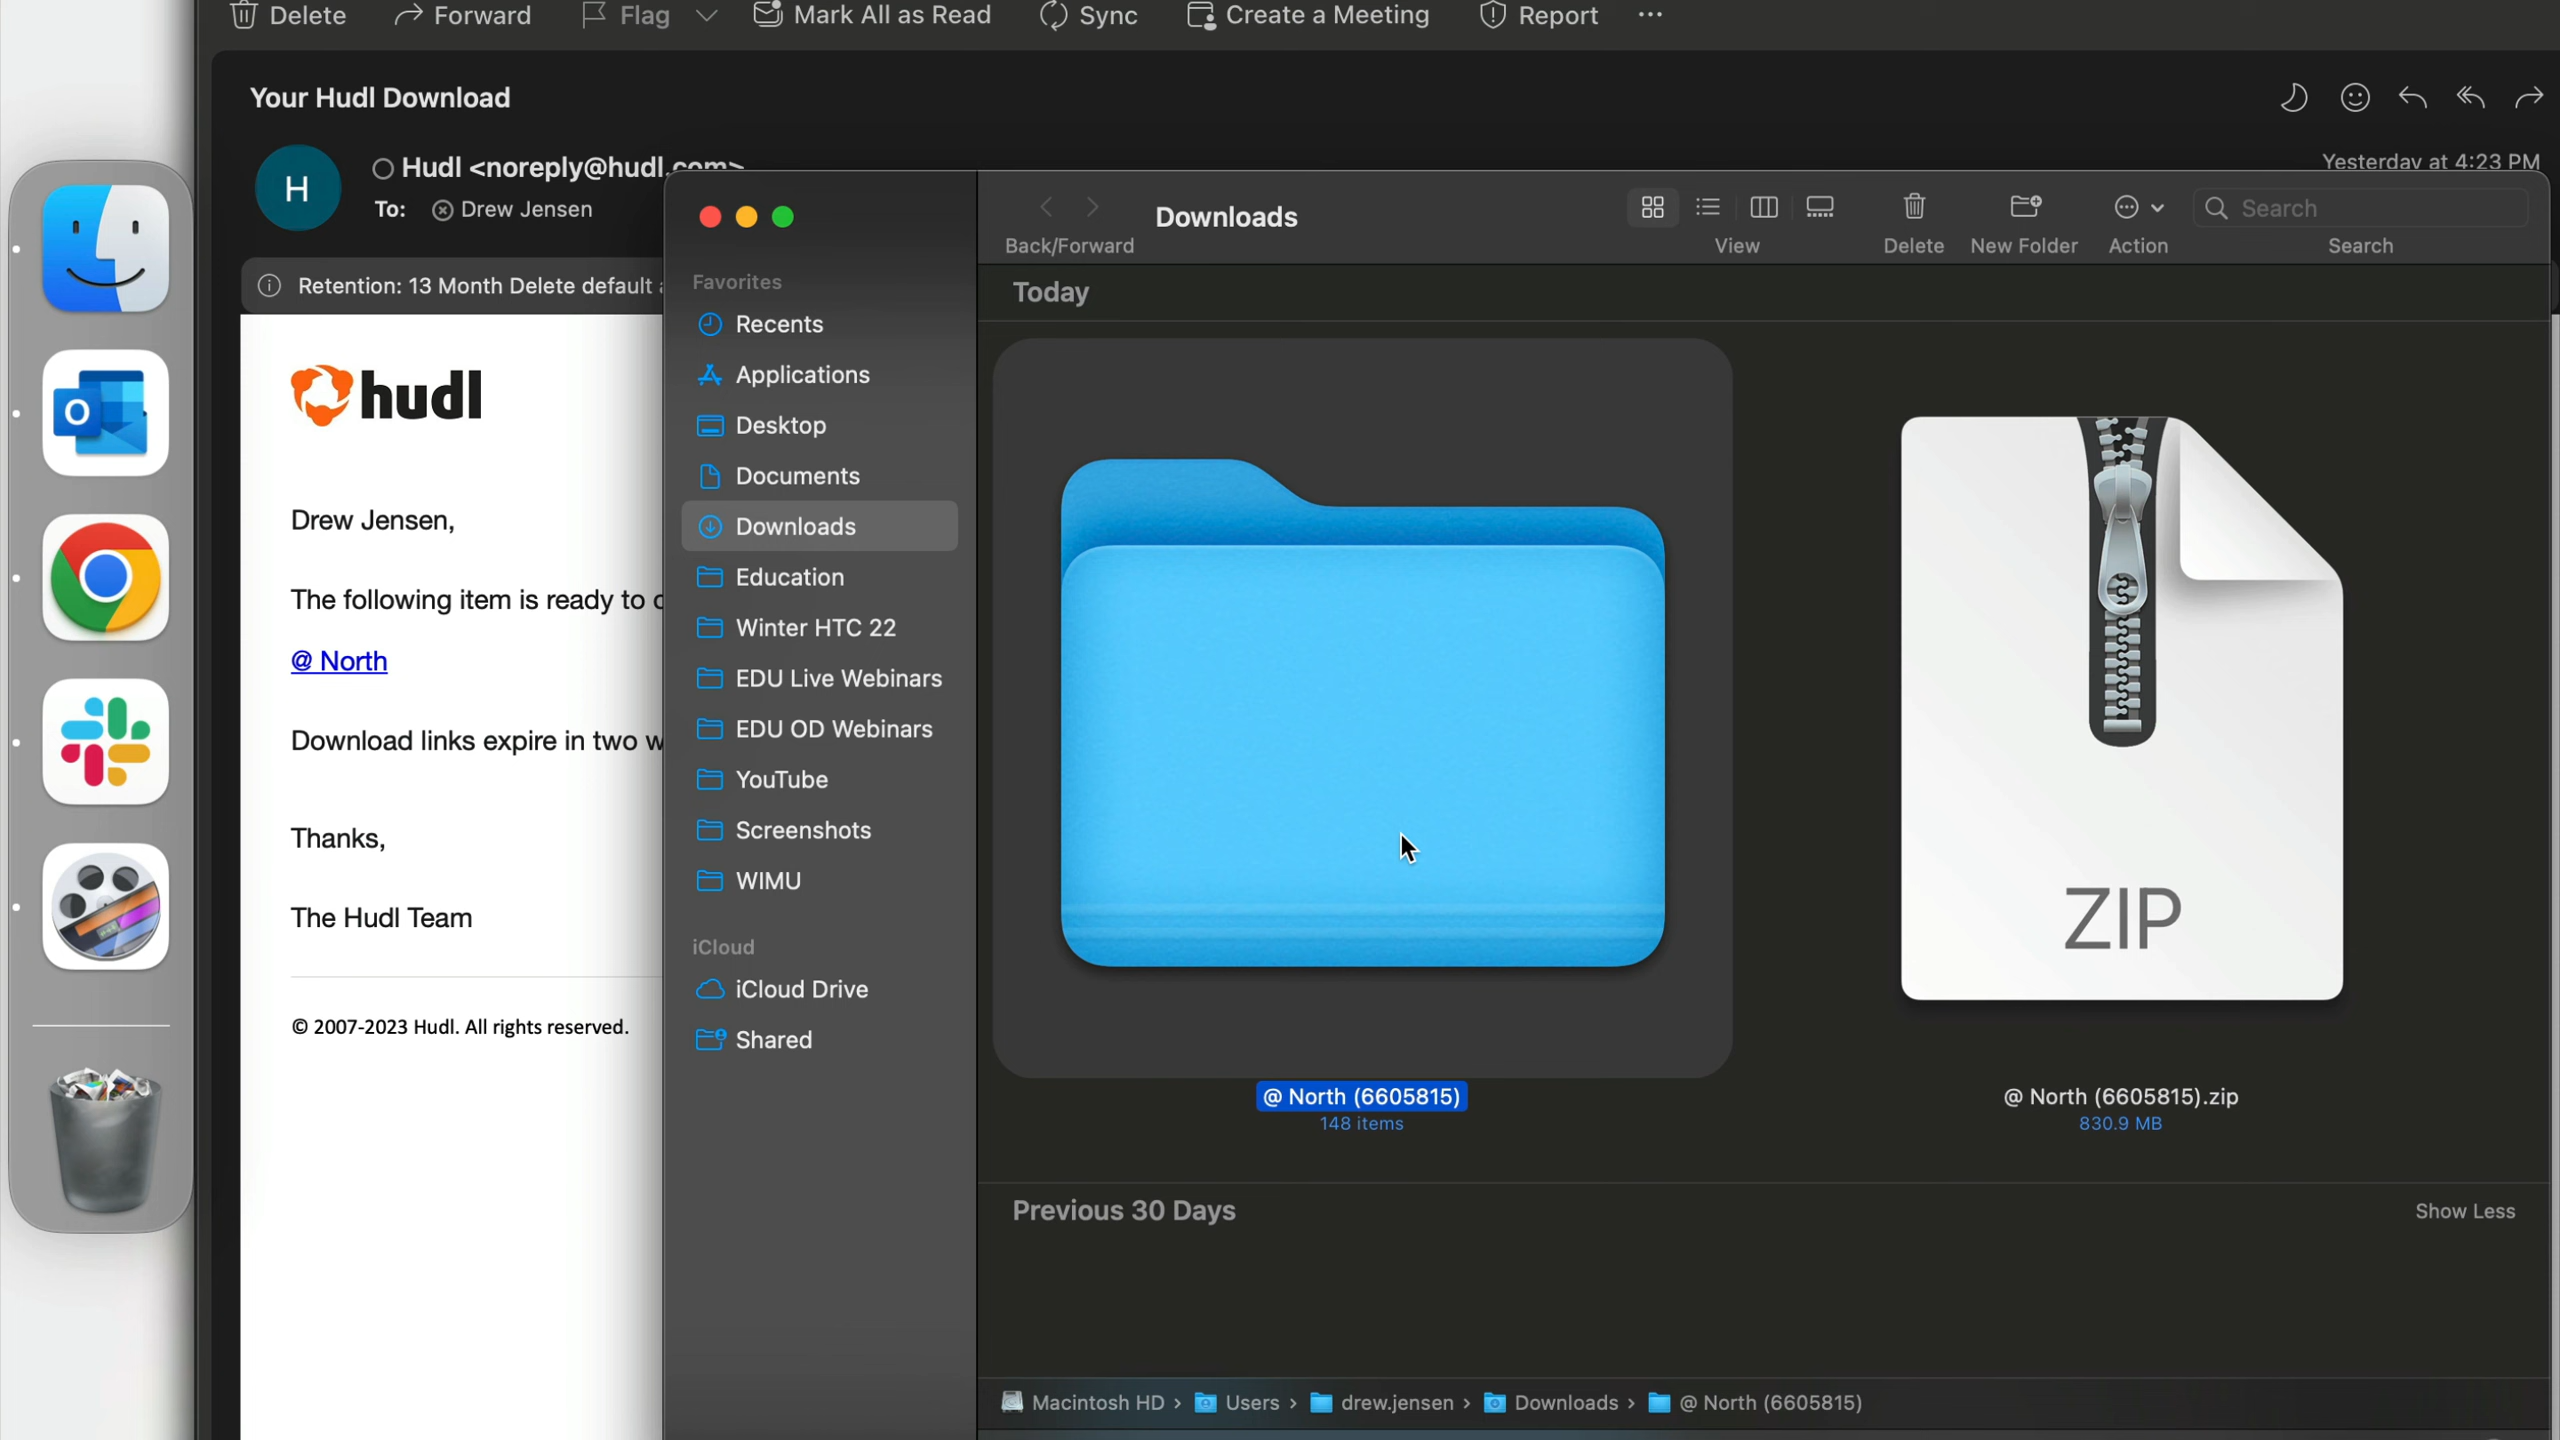 Delete Forward Flag Mark All as Read Sync Create a Meeting Report
Your Hudl Download
H
Hudl <noreply@hudl.com>
Yesterday at 4:23 PM
To: Drew Jensen
Retention: 13 Month Delete default
hudl
Drew Jensen,
The following item is ready to
@ North
Download links expire in two
Thanks,
The Hudl Team
© 2007-2023 Hudl. All rights reserved.
Favorites
Recents
Applications
Desktop
Documents
Downloads
Education
Winter HTC 22
EDU Live Webinars
EDU OD Webinars
YouTube
Screenshots
WIMU
iCloud
iCloud Drive
Shared
Downloads
Search
Back/Forward View Delete New Folder Action Search
Today
ZIP
@ North (6605815)
148 items
@ North (6605815).zip
830.9 MB
Previous 30 Days
Show Less
Macintosh HD › Users › drew.jensen › Downloads › @ North (6605815)